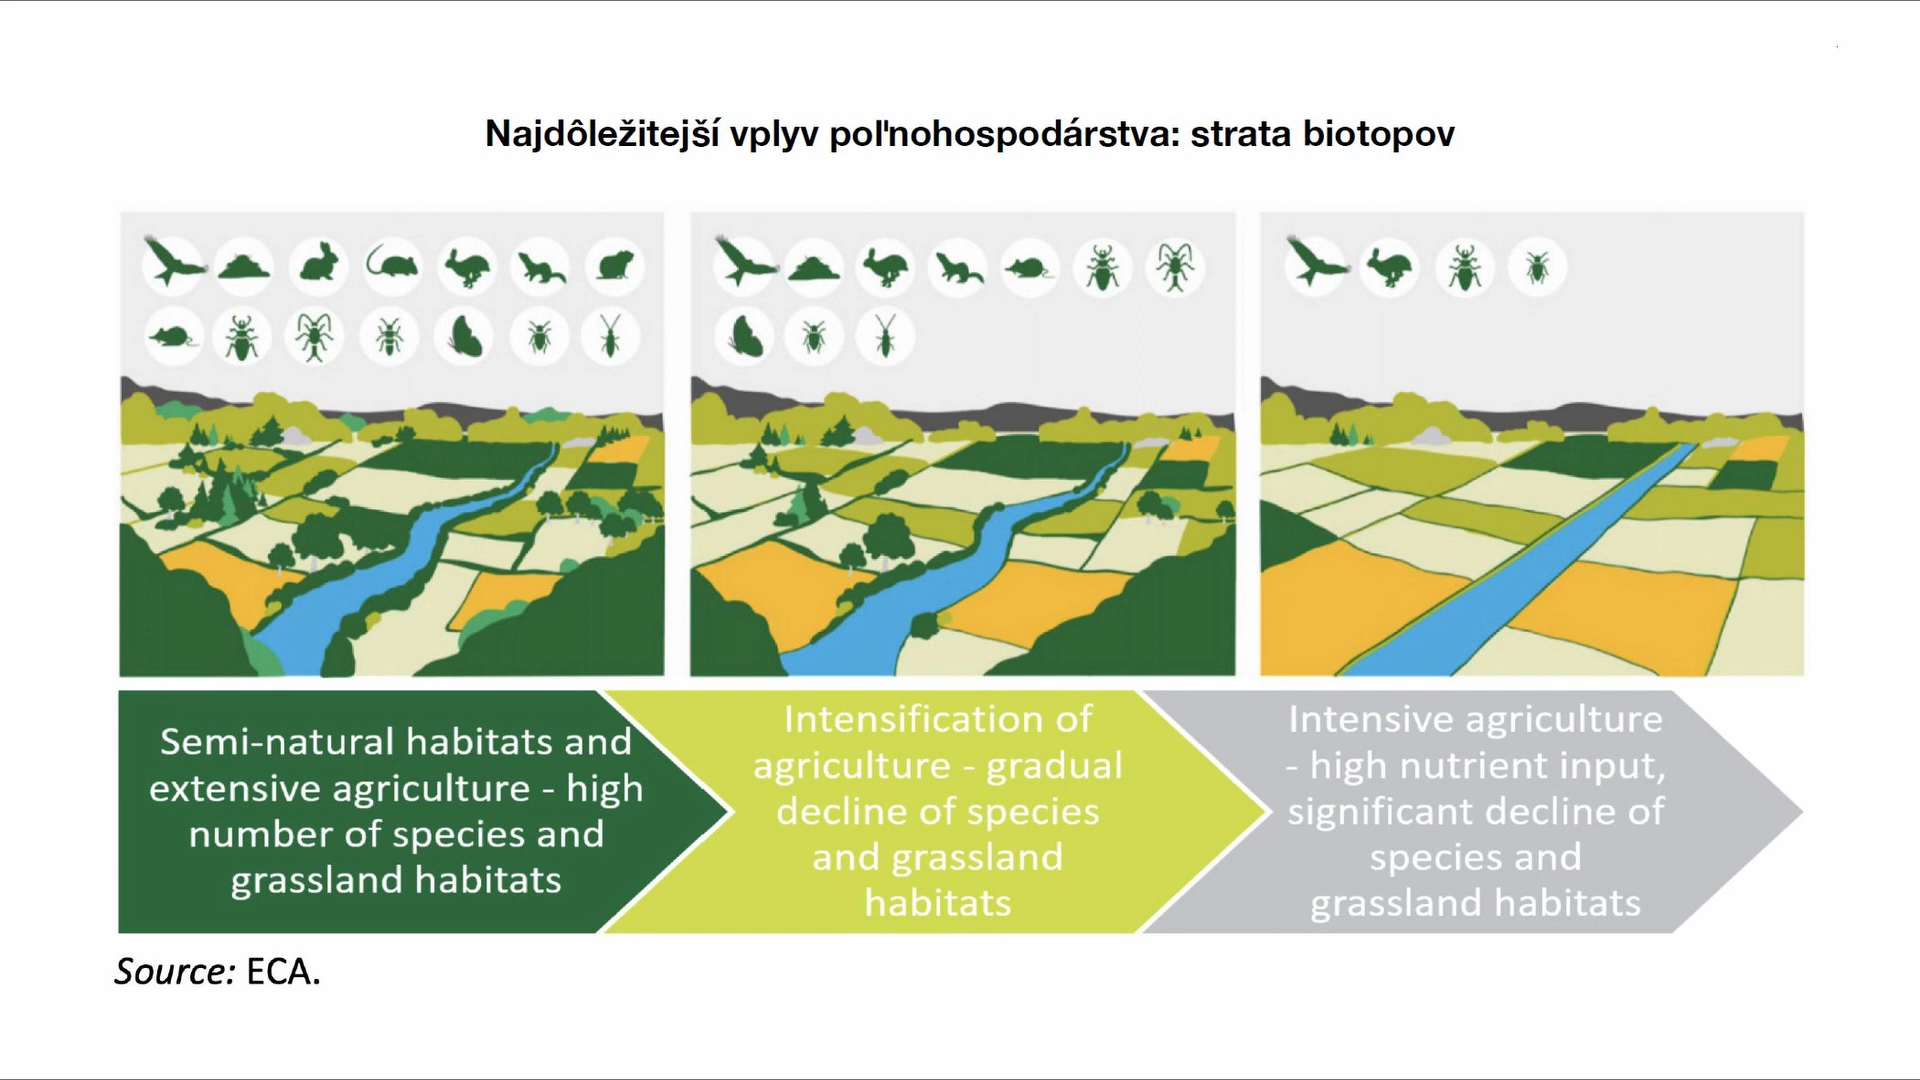 Najdôležitejší vplyv poľnohospodárstva: strata biotopov
Semi-natural habitats and
extensive agriculture - high
number of species and
grassland habitats
Intensification of
agriculture - gradual
decline of species
and grassland
habitats
Intensive agriculture
- high nutrient input,
significant decline of
species and
grassland habitats
Source: ECA.